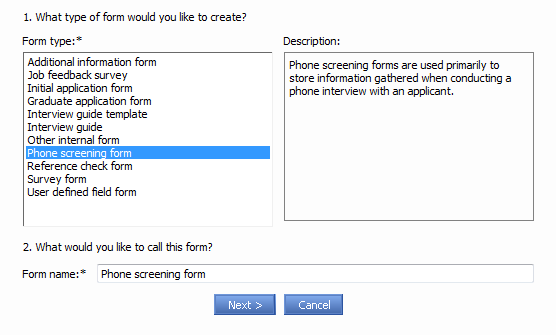 1. What type of form would you like to create?
Form type:*
Additional information form
Job feedback survey
Initial application form
Graduate application form
Interview guide template
Interview guide
Other internal form
Phone screening form
Reference check form
Survey form
User defined field form
Description:
Phone screening forms are used primarily to
store information gathered when conducting a
phone interview with an applicant.
2. What would you like to call this form?
Form name:* Phone screening form
Next > Cancel